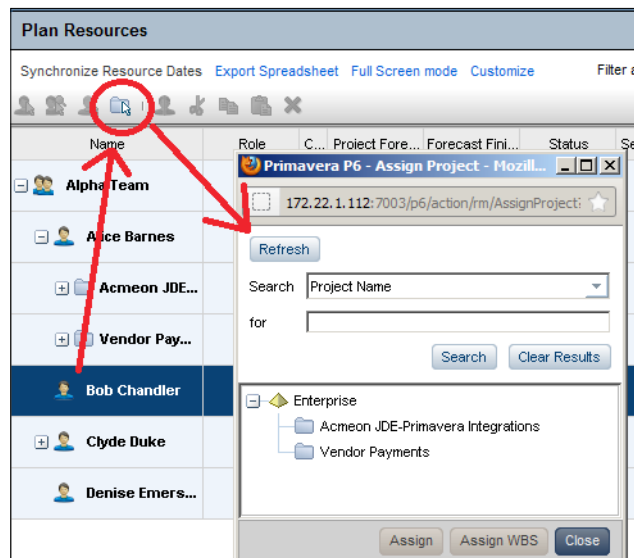 Plan Resources
Synchronize Resource Dates Export Spreadsheet Full Screen mode Customize Filter a
Name Role C... Project Fore... Forecast Fini... Status Se
Primavera P6 - Assign Project - Mozill...
Alpha Team
172.22.1.112:7003/p6/action/rm/AssignProject
Alice Barnes
Refresh
Acmeon JDE...
Search Project Name
Vendor Pay...
for
Search Clear Results
Bob Chandler
Enterprise
Acmeon JDE-Primavera Integrations
Clyde Duke
Vendor Payments
Denise Emers...
Assign Assign WBS Close